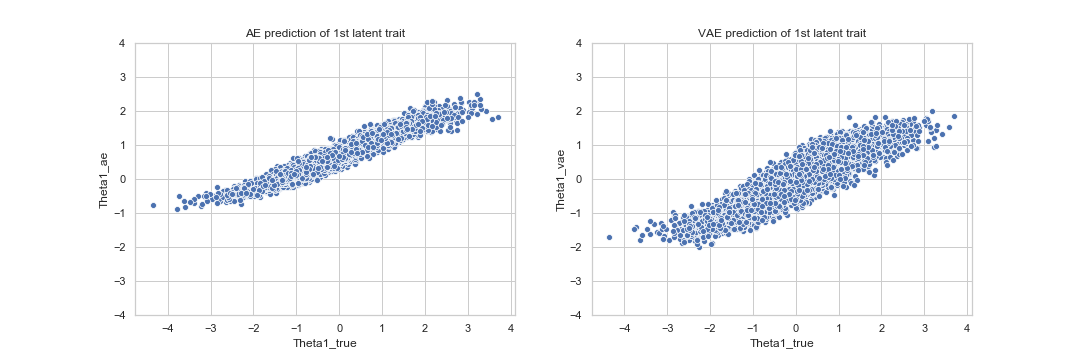 AE prediction of 1st latent trait
4
3
2
1
0
−1
−2
−3
−4
Theta1_ae
−4 −3 −2 −1 0 1 2 3 4
Theta1_true
VAE prediction of 1st latent trait
4
3
2
1
0
−1
−2
−3
−4
Theta1_vae
−4 −3 −2 −1 0 1 2 3 4
Theta1_true